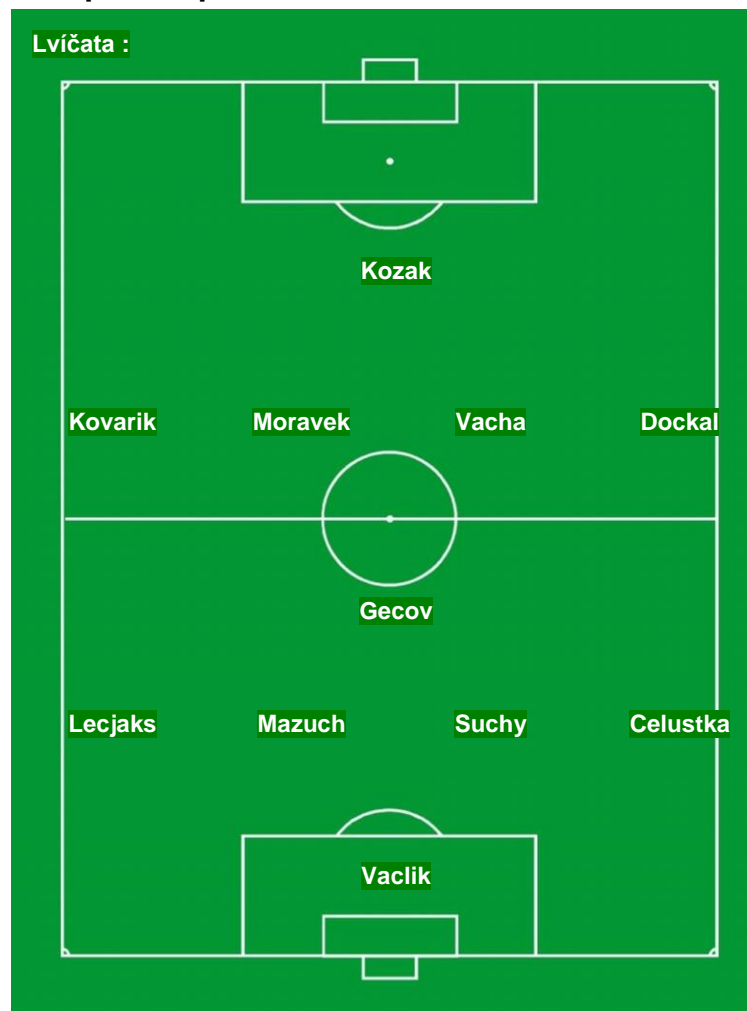 Lvíčata :
Kozak
Kovarik Moravek Vacha Dockal
Gecov
Lecjaks Mazuch Suchy Celustka
Vaclik